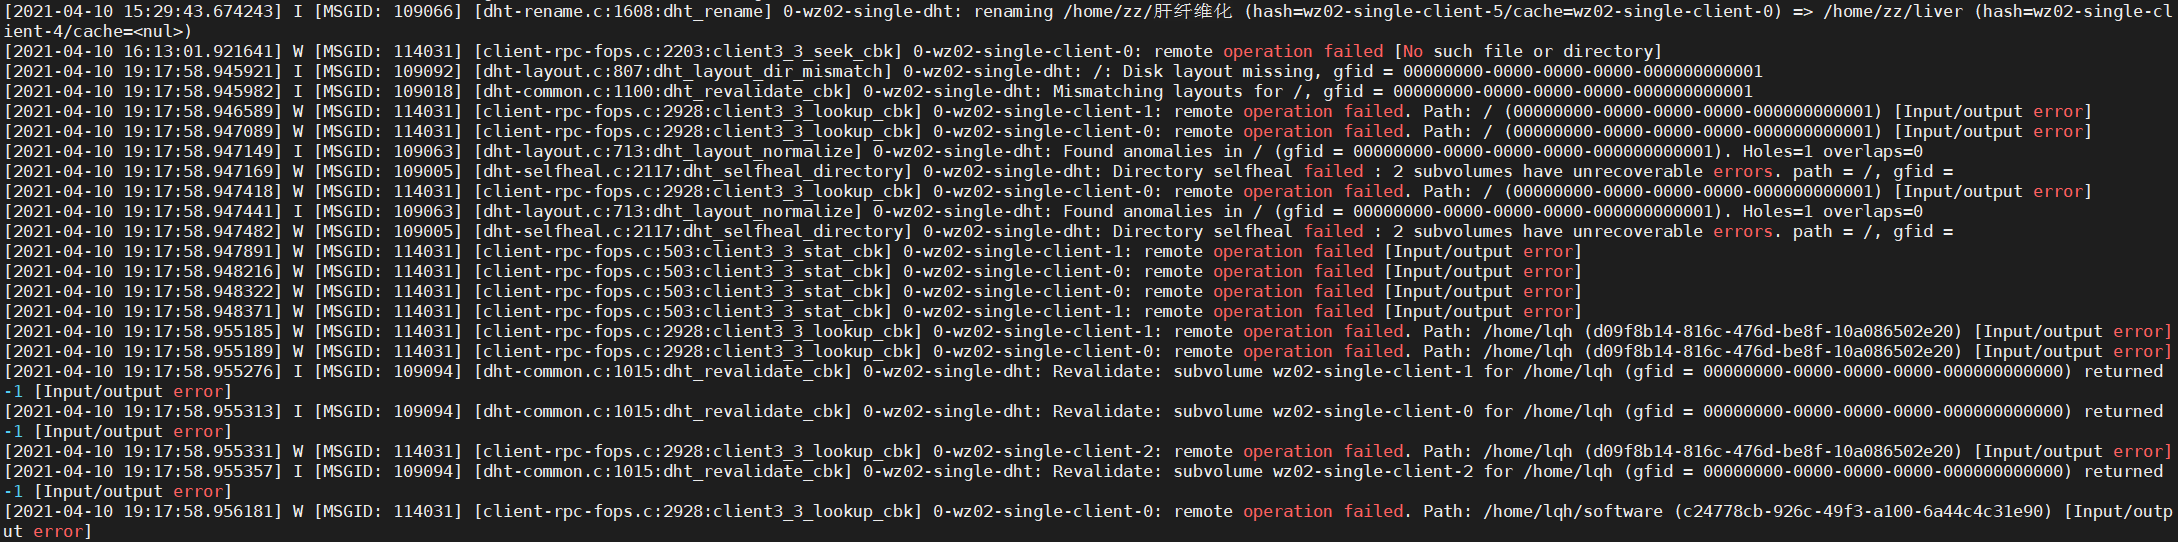 [2021-04-10 15:29:43.674243] I [MSGID: 109066] [dht-rename.c:1608:dht_rename] 0-wz02-single-dht: renaming /home/zz/肝纤维化 (hash=wz02-single-client-5/cache=wz02-single-client-0) => /home/zz/liver (hash=wz02-single-cl
ient-4/cache=<nul>)
[2021-04-10 16:13:01.921641] W [MSGID: 114031] [client-rpc-fops.c:2203:client3_3_seek_cbk] 0-wz02-single-client-0: remote operation failed [No such file or directory]
[2021-04-10 19:17:58.945921] I [MSGID: 109092] [dht-layout.c:807:dht_layout_dir_mismatch] 0-wz02-single-dht: /: Disk layout missing, gfid = 00000000-0000-0000-0000-000000000001
[2021-04-10 19:17:58.945982] I [MSGID: 109018] [dht-common.c:1100:dht_revalidate_cbk] 0-wz02-single-dht: Mismatching layouts for /, gfid = 00000000-0000-0000-0000-000000000001
[2021-04-10 19:17:58.946589] W [MSGID: 114031] [client-rpc-fops.c:2928:client3_3_lookup_cbk] 0-wz02-single-client-1: remote operation failed. Path: / (00000000-0000-0000-0000-000000000001) [Input/output error]
[2021-04-10 19:17:58.947089] W [MSGID: 114031] [client-rpc-fops.c:2928:client3_3_lookup_cbk] 0-wz02-single-client-0: remote operation failed. Path: / (00000000-0000-0000-0000-000000000001) [Input/output error]
[2021-04-10 19:17:58.947149] I [MSGID: 109063] [dht-layout.c:713:dht_layout_normalize] 0-wz02-single-dht: Found anomalies in / (gfid = 00000000-0000-0000-0000-000000000001). Holes=1 overlaps=0
[2021-04-10 19:17:58.947169] W [MSGID: 109005] [dht-selfheal.c:2117:dht_selfheal_directory] 0-wz02-single-dht: Directory selfheal failed : 2 subvolumes have unrecoverable errors. path = /, gfid =
[2021-04-10 19:17:58.947418] W [MSGID: 114031] [client-rpc-fops.c:2928:client3_3_lookup_cbk] 0-wz02-single-client-0: remote operation failed. Path: / (00000000-0000-0000-0000-000000000001) [Input/output error]
[2021-04-10 19:17:58.947441] I [MSGID: 109063] [dht-layout.c:713:dht_layout_normalize] 0-wz02-single-dht: Found anomalies in / (gfid = 00000000-0000-0000-0000-000000000001). Holes=1 overlaps=0
[2021-04-10 19:17:58.947482] W [MSGID: 109005] [dht-selfheal.c:2117:dht_selfheal_directory] 0-wz02-single-dht: Directory selfheal failed : 2 subvolumes have unrecoverable errors. path = /, gfid =
[2021-04-10 19:17:58.947891] W [MSGID: 114031] [client-rpc-fops.c:503:client3_3_stat_cbk] 0-wz02-single-client-1: remote operation failed [Input/output error]
[2021-04-10 19:17:58.948216] W [MSGID: 114031] [client-rpc-fops.c:503:client3_3_stat_cbk] 0-wz02-single-client-0: remote operation failed [Input/output error]
[2021-04-10 19:17:58.948322] W [MSGID: 114031] [client-rpc-fops.c:503:client3_3_stat_cbk] 0-wz02-single-client-0: remote operation failed [Input/output error]
[2021-04-10 19:17:58.948371] W [MSGID: 114031] [client-rpc-fops.c:503:client3_3_stat_cbk] 0-wz02-single-client-1: remote operation failed [Input/output error]
[2021-04-10 19:17:58.955185] W [MSGID: 114031] [client-rpc-fops.c:2928:client3_3_lookup_cbk] 0-wz02-single-client-1: remote operation failed. Path: /home/lqh (d09f8b14-816c-476d-be8f-10a086502e20) [Input/output error]
[2021-04-10 19:17:58.955189] W [MSGID: 114031] [client-rpc-fops.c:2928:client3_3_lookup_cbk] 0-wz02-single-client-0: remote operation failed. Path: /home/lqh (d09f8b14-816c-476d-be8f-10a086502e20) [Input/output error]
[2021-04-10 19:17:58.955276] I [MSGID: 109094] [dht-common.c:1015:dht_revalidate_cbk] 0-wz02-single-dht: Revalidate: subvolume wz02-single-client-1 for /home/lqh (gfid = 00000000-0000-0000-0000-000000000000) returned
-1 [Input/output error]
[2021-04-10 19:17:58.955313] I [MSGID: 109094] [dht-common.c:1015:dht_revalidate_cbk] 0-wz02-single-dht: Revalidate: subvolume wz02-single-client-0 for /home/lqh (gfid = 00000000-0000-0000-0000-000000000000) returned
-1 [Input/output error]
[2021-04-10 19:17:58.955331] W [MSGID: 114031] [client-rpc-fops.c:2928:client3_3_lookup_cbk] 0-wz02-single-client-2: remote operation failed. Path: /home/lqh (d09f8b14-816c-476d-be8f-10a086502e20) [Input/output error]
[2021-04-10 19:17:58.955357] I [MSGID: 109094] [dht-common.c:1015:dht_revalidate_cbk] 0-wz02-single-dht: Revalidate: subvolume wz02-single-client-2 for /home/lqh (gfid = 00000000-0000-0000-0000-000000000000) returned
-1 [Input/output error]
[2021-04-10 19:17:58.956181] W [MSGID: 114031] [client-rpc-fops.c:2928:client3_3_lookup_cbk] 0-wz02-single-client-0: remote operation failed. Path: /home/lqh/software (c24778cb-926c-49f3-a100-6a44c4c31e90) [Input/outp
ut error]